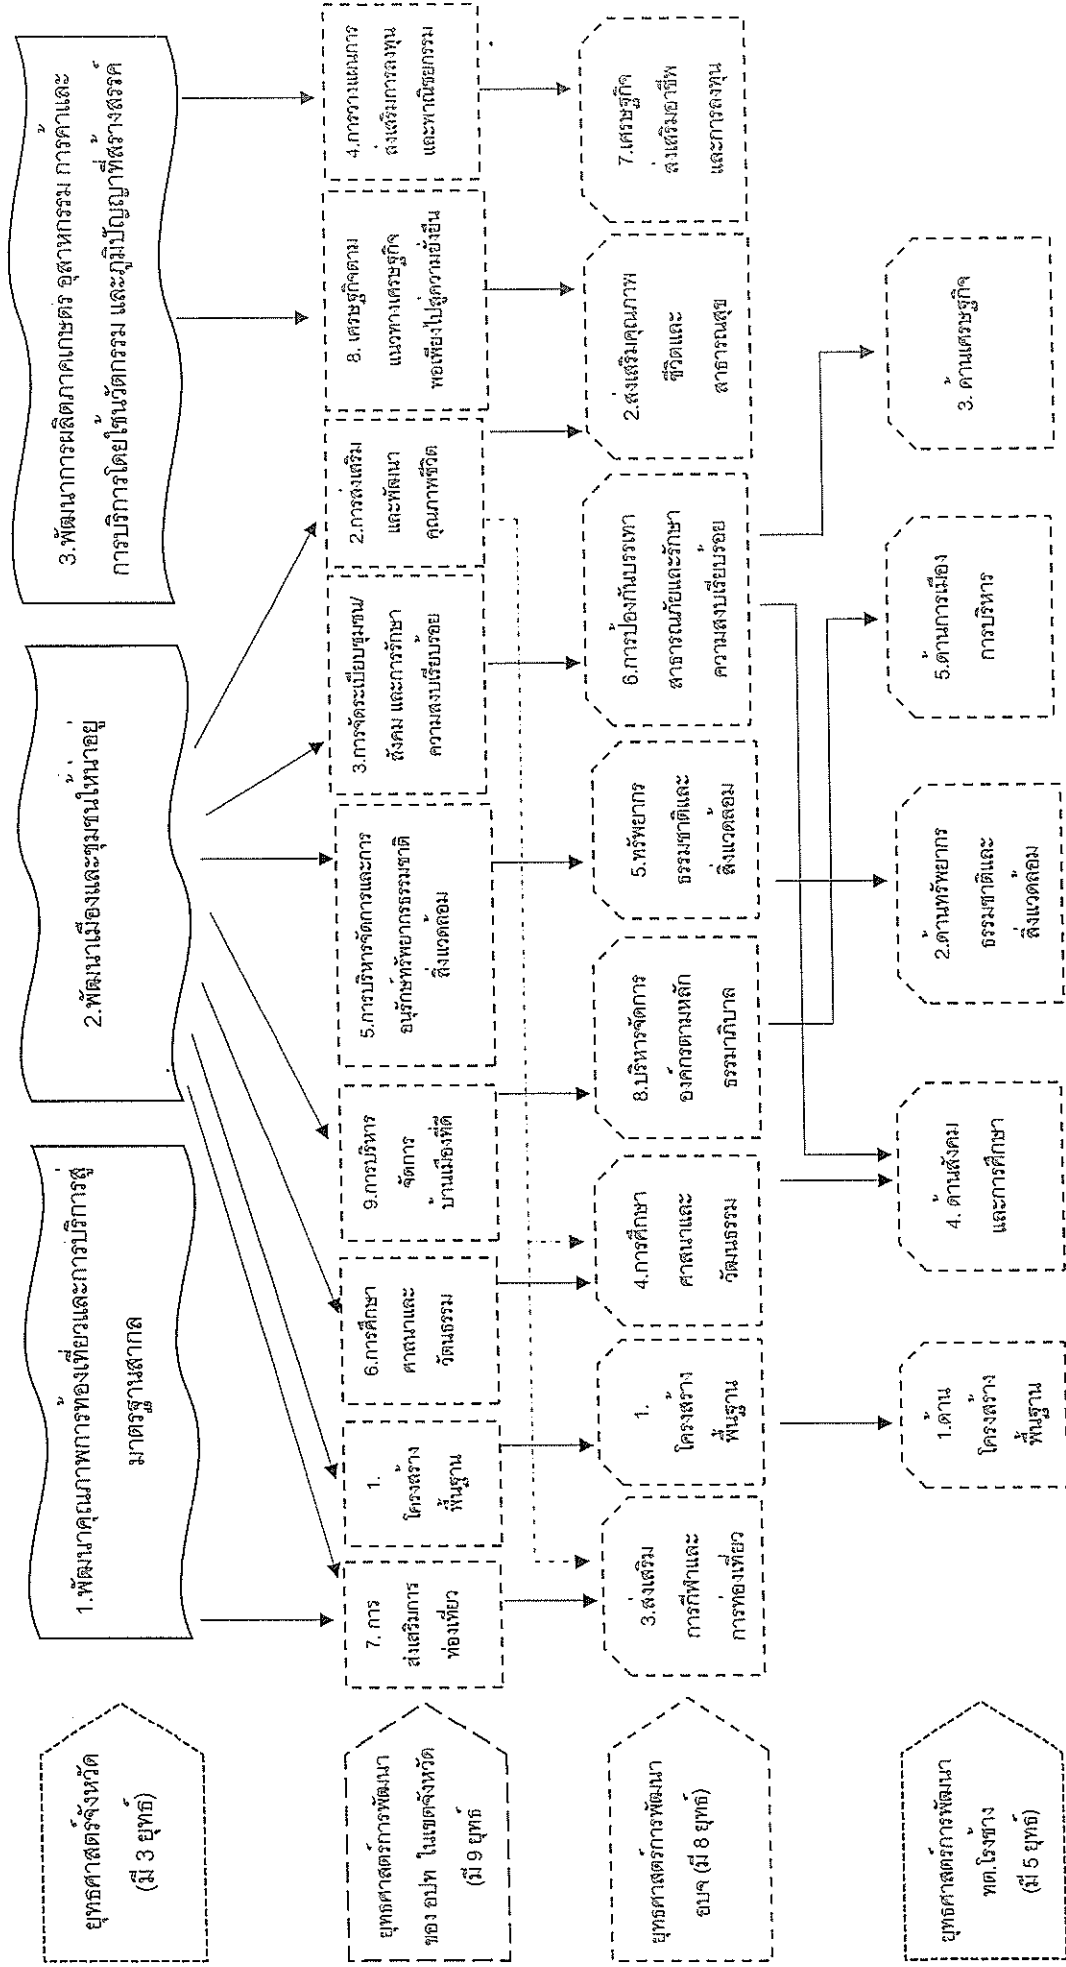 ยุทธศาสตร์จังหวัด
(มี 3 ยุทธ์)
1.พัฒนาคุณภาพการท่องเที่ยวและการบริการสู่
มาตรฐานสากล
2.พัฒนาเมืองและชุมชนให้น่าอยู่
3.พัฒนาการผลิตภาคเกษตร อุสาหกรรม การค้าและ
การบริการโดยใช้นวัตกรรม และภูมิปัญญาที่สร้างสรรค์
ยุทธศาสตร์การพัฒนา
ของ อปท ในเขตจังหวัด
(มี 9 ยุทธ์)
7. การ
ส่งเสริมการ
ท่องเที่ยว
1.
โครงสร้าง
พื้นฐาน
6.การศึกษา
ศาสนาและ
วัฒนธรรม
9.การบริหาร
จัดการ
บ้านเมืองที่ดี
5.การบริหารจัดการและการ
อนุรักษ์ทรัพยากรธรรมชาติ
สิ่งแวดล้อม
3.การจัดระเบียบชุมชน/
สังคม และการรักษา
ความสงบเรียบร้อย
2.การส่งเสริม
และพัฒนา
คุณภาพชีวิต
8. เศรษฐกิจตาม
แนวทางเศรษฐกิจ
พอเพียงไปสู่ความยั่งยืน
4.การวางแผนการ
ส่งเสริมการลงทุน
และพาณิชยกรรม
ยุทธศาสตร์การพัฒนา
อบจ (มี 8 ยุทธ์)
3.ส่งเสริม
การกีฬาและ
การท่องเที่ยว
1.
โครงสร้าง
พื้นฐาน
4.การศึกษา
ศาสนาและ
วัฒนธรรม
8.บริหารจัดการ
องค์กรตามหลัก
ธรรมาภิบาล
5.ทรัพยากร
ธรรมชาติและ
สิ่งแวดล้อม
6.การป้องกันบรรเทา
สาธารณภัยและรักษา
ความสงบเรียบร้อย
2.ส่งเสริมคุณภาพ
ชีวิตและ
สาธารณสุข
7.เศรษฐกิจ
ส่งเสริมอาชีพ
และการลงทุน
ยุทธศาสตร์การพัฒนา
ทต.โรงช้าง
(มี 5 ยุทธ์)
1.ด้าน
โครงสร้าง
พื้นฐาน
4. ด้านสังคม
และการศึกษา
2.ด้านทรัพยากร
ธรรมชาติและ
สิ่งแวดล้อม
5.ด้านการเมือง
การบริหาร
3. ด้านเศรษฐกิจ